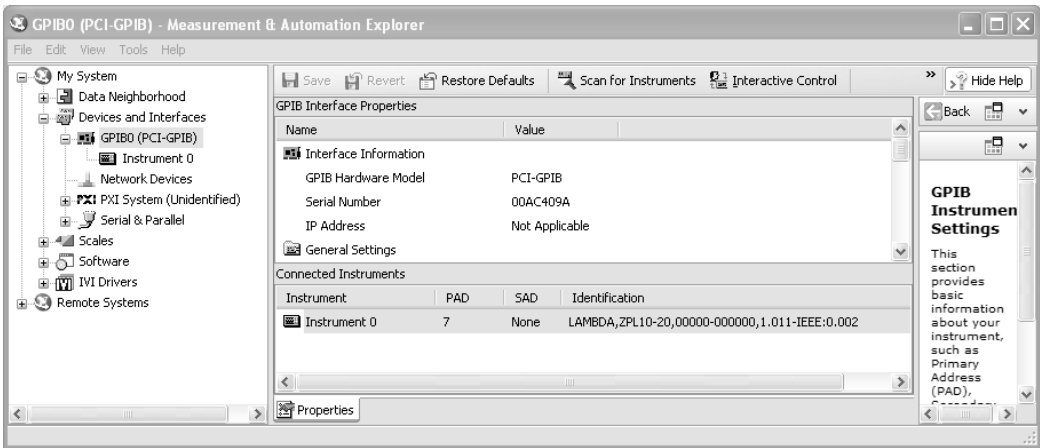 GPIB0 (PCI-GPIB) - Measurement & Automation Explorer
File Edit View Tools Help
My System
Data Neighborhood
Devices and Interfaces
GPIB0 (PCI-GPIB)
Instrument 0
Network Devices
PXI PXI System (Unidentified)
Serial & Parallel
Scales
Software
IVI Drivers
Remote Systems
Save Revert Restore Defaults Scan for Instruments Interactive Control » Hide Help
GPIB Interface Properties
Name Value
Interface Information
GPIB Hardware Model PCI-GPIB
Serial Number 00AC409A
IP Address Not Applicable
General Settings
Connected Instruments
Instrument PAD SAD Identification
Instrument 0 7 None LAMBDA,ZPL10-20,00000-000000,1.011-IEEE:0.002
Properties
Back
GPIB
Instrumen
Settings
This
section
provides
basic
information
about your
instrument,
such as
Primary
Address
(PAD),